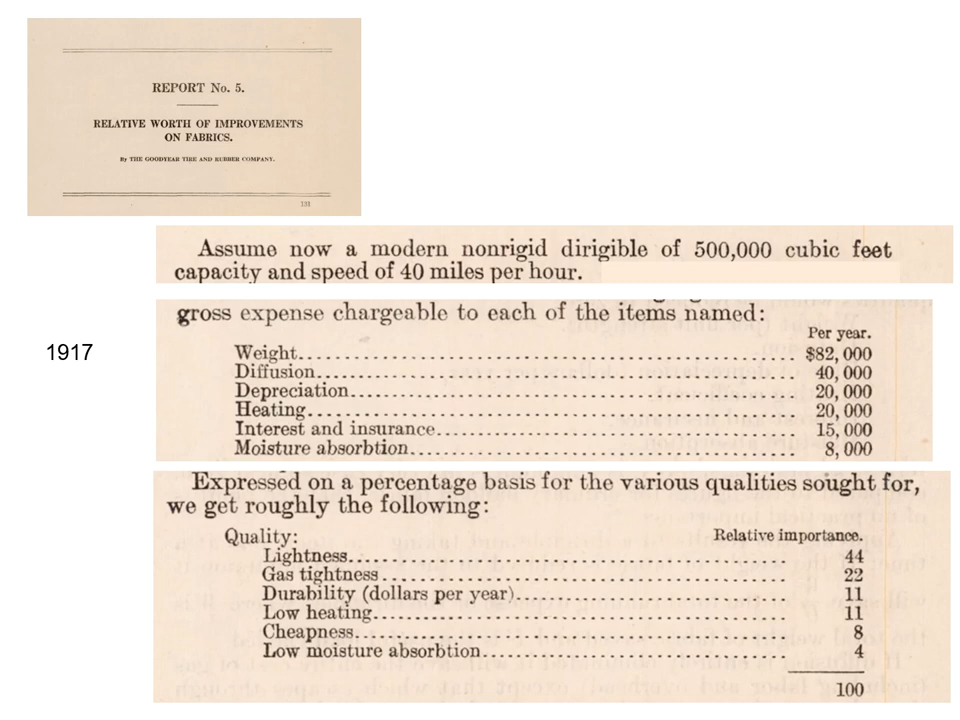 REPORT No. 5.
RELATIVE WORTH OF IMPROVEMENTS
ON FABRICS.
By THE GOODYEAR TIRE AND RUBBER COMPANY.
131
Assume now a modern nonrigid dirigible of 500,000 cubic feet
capacity and speed of 40 miles per hour.
1917
gross expense chargeable to each of the items named:
Per year.
Weight........ $82,000
Diffusion........ 40,000
Depreciation........ 20,000
Heating........ 20,000
Interest and insurance........ 15,000
Moisture absorbtion........ 8,000
Expressed on a percentage basis for the various qualities sought for,
we get roughly the following:
Quality: Relative importance.
Lightness........ 44
Gas tightness........ 22
Durability (dollars per year)........ 11
Low heating........ 11
Cheapness........ 8
Low moisture absorbtion........ 4
100